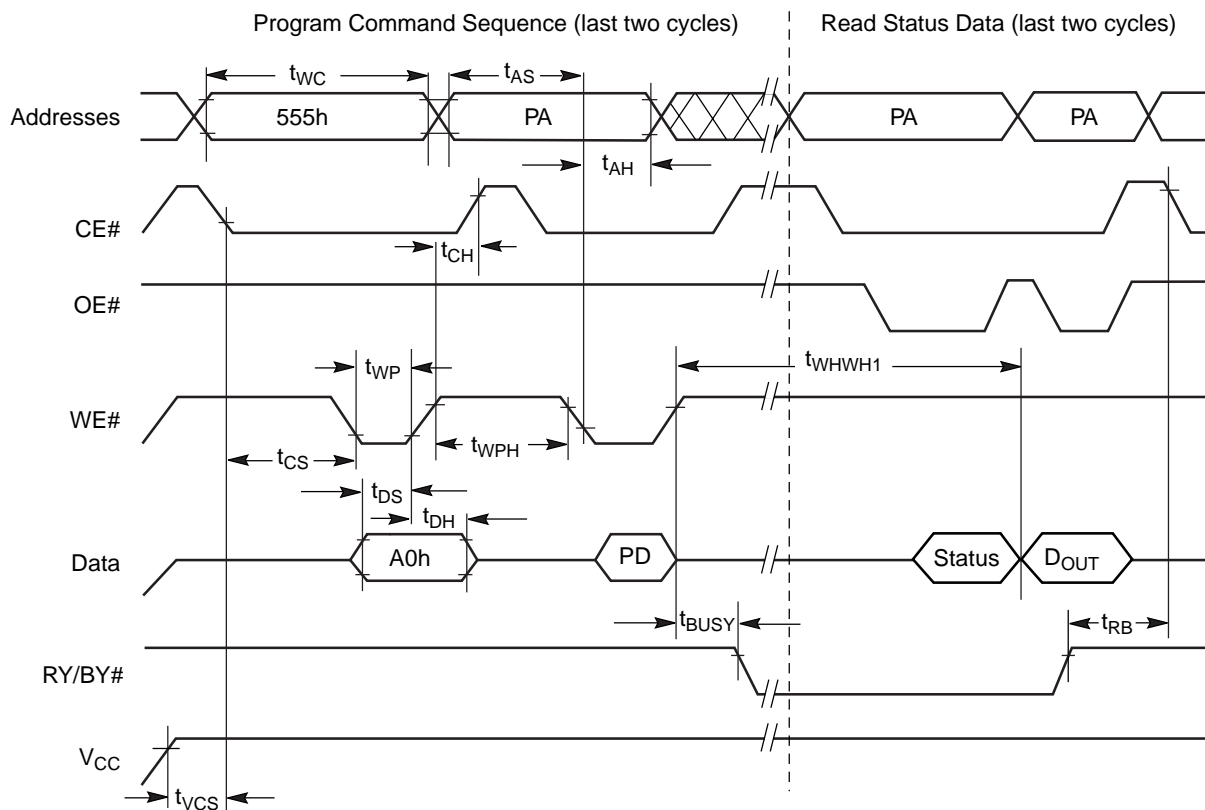 Program Command Sequence (last two cycles) Read Status Data (last two cycles)
tWC tAS
Addresses 555h PA PA PA
tAH
CE#
tCH
OE#
tWP tWHWH1
WE#
tWPH
tCS
tDS
tDH
Data A0h PD Status DOUT
tBUSY tRB
RY/BY#
VCC
tVCS